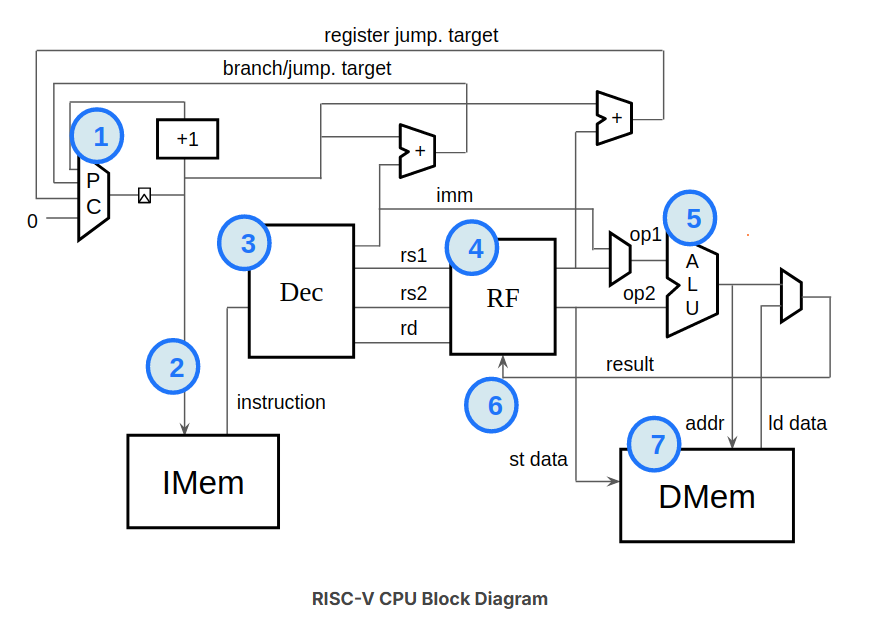 register jump. target
branch/jump. target
1
+1
+
+
P
C
0
imm
3
4
5
op1
rs1
A
Dec
rs2
RF
op2
L
U
rd
2
result
instruction
6
addr
ld data
st data
7
IMem
DMem
RISC-V CPU Block Diagram